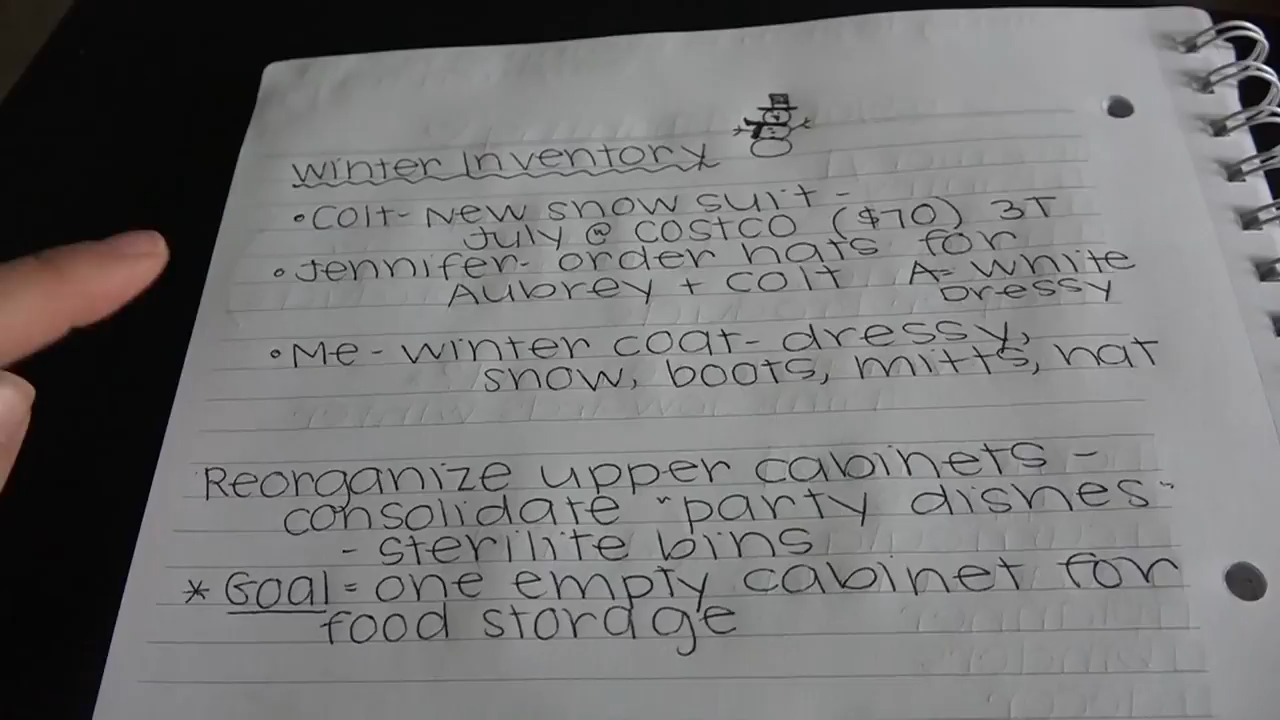 Winter Inventory
• Colt - New snow suit -
July @ Costco ($70) 3T
• Jennifer - order hats for
Aubrey + Colt A = white
Dressy
• Me - winter coat - dressy,
snow, boots, mitts, hat
Reorganize upper cabinets -
consolidate "party dishes"
- sterilite bins
* Goal = one empty cabinet for
food storage